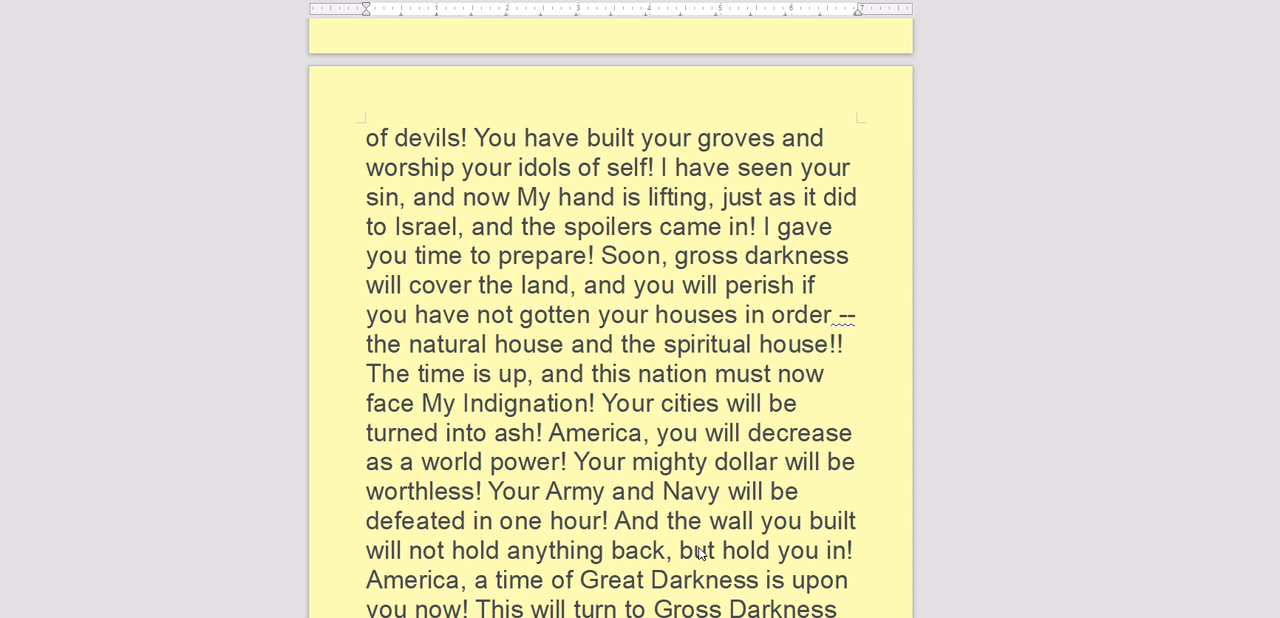 1 2 3 4 5 6 7
of devils! You have built your groves and
worship your idols of self! I have seen your
sin, and now My hand is lifting, just as it did
to Israel, and the spoilers came in! I gave
you time to prepare! Soon, gross darkness
will cover the land, and you will perish if
you have not gotten your houses in order --
the natural house and the spiritual house!!
The time is up, and this nation must now
face My Indignation! Your cities will be
turned into ash! America, you will decrease
as a world power! Your mighty dollar will be
worthless! Your Army and Navy will be
defeated in one hour! And the wall you built
will not hold anything back, but hold you in!
America, a time of Great Darkness is upon
you now! This will turn to Gross Darkness